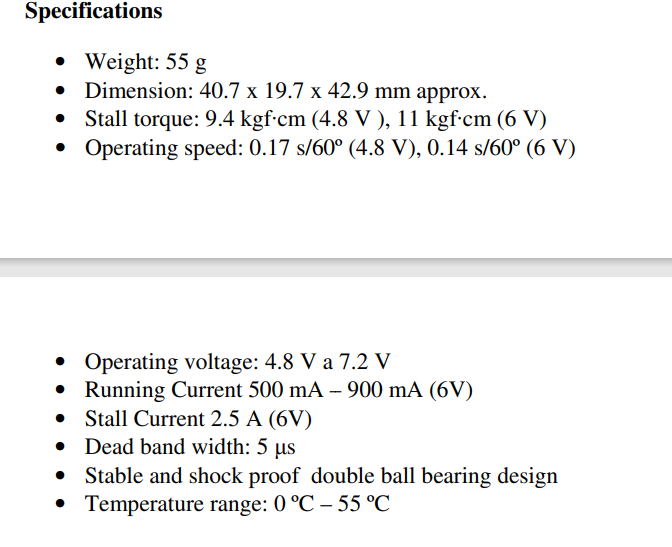 Specifications
• Weight: 55 g
• Dimension: 40.7 x 19.7 x 42.9 mm approx.
• Stall torque: 9.4 kgf·cm (4.8 V ), 11 kgf·cm (6 V)
• Operating speed: 0.17 s/60º (4.8 V), 0.14 s/60º (6 V)
• Operating voltage: 4.8 V a 7.2 V
• Running Current 500 mA – 900 mA (6V)
• Stall Current 2.5 A (6V)
• Dead band width: 5 µs
• Stable and shock proof  double ball bearing design
• Temperature range: 0 ºC – 55 ºC